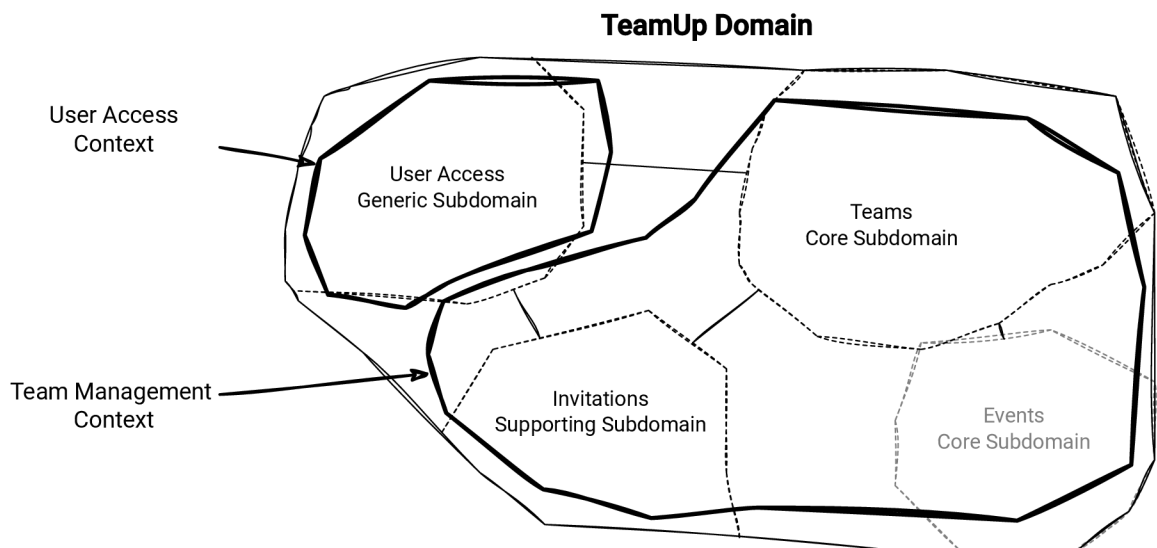 TeamUp Domain
User Access
Context
User Access
Generic Subdomain
Teams
Core Subdomain
Team Management
Context
Invitations
Supporting Subdomain
Events
Core Subdomain